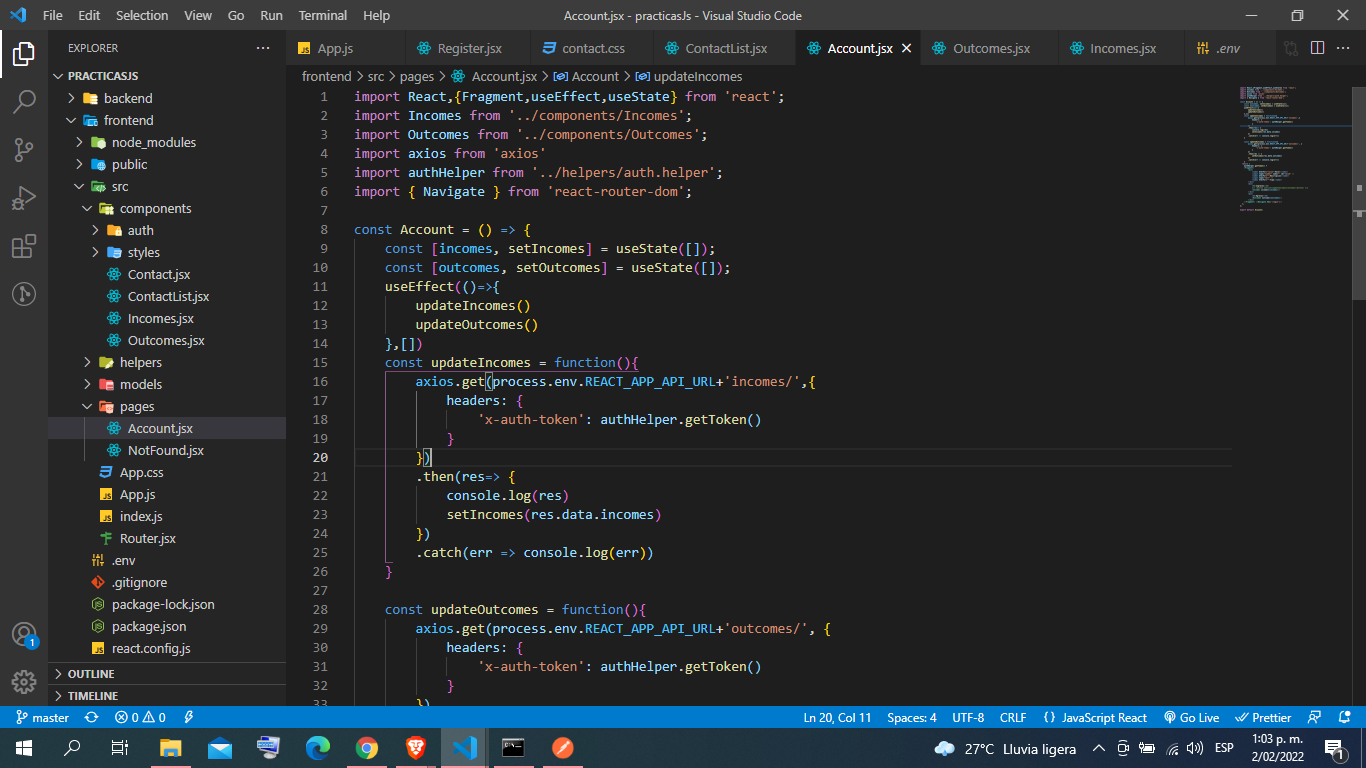 File Edit Selection View Go Run Terminal Help Account.jsx - practicasJs - Visual Studio Code
EXPLORER
App.js Register.jsx contact.css ContactList.jsx Account.jsx Outcomes.jsx Incomes.jsx .env
PRACTICASJS
backend
frontend
node_modules
public
src
components
auth
styles
Contact.jsx
ContactList.jsx
Incomes.jsx
Outcomes.jsx
helpers
models
pages
Account.jsx
NotFound.jsx
App.css
App.js
index.js
Router.jsx
.env
.gitignore
package-lock.json
package.json
react.config.js
OUTLINE
TIMELINE
1
frontend > src > pages > Account.jsx > Account > updateIncomes
1 import React,{Fragment,useEffect,useState} from 'react';
2 import Incomes from '../components/Incomes';
3 import Outcomes from '../components/Outcomes';
4 import axios from 'axios'
5 import authHelper from '../helpers/auth.helper';
6 import { Navigate } from 'react-router-dom';
7
8 const Account = () => {
9 const [incomes, setIncomes] = useState([]);
10 const [outcomes, setOutcomes] = useState([]);
11 useEffect(()=>{
12 updateIncomes()
13 updateOutcomes()
14 },[])
15 const updateIncomes = function(){
16 axios.get(process.env.REACT_APP_API_URL+'incomes/',{
17 headers: {
18 'x-auth-token': authHelper.getToken()
19 }
20 })
21 .then(res=> {
22 console.log(res)
23 setIncomes(res.data.incomes)
24 })
25 .catch(err => console.log(err))
26 }
27
28 const updateOutcomes = function(){
29 axios.get(process.env.REACT_APP_API_URL+'outcomes/', {
30 headers: {
31 'x-auth-token': authHelper.getToken()
32 }
33 })
master 0 0 Ln 20, Col 11 Spaces: 4 UTF-8 CRLF {} JavaScript React Go Live Prettier
27°C Lluvia ligera ESP 1:03 p. m.
2/02/2022
1